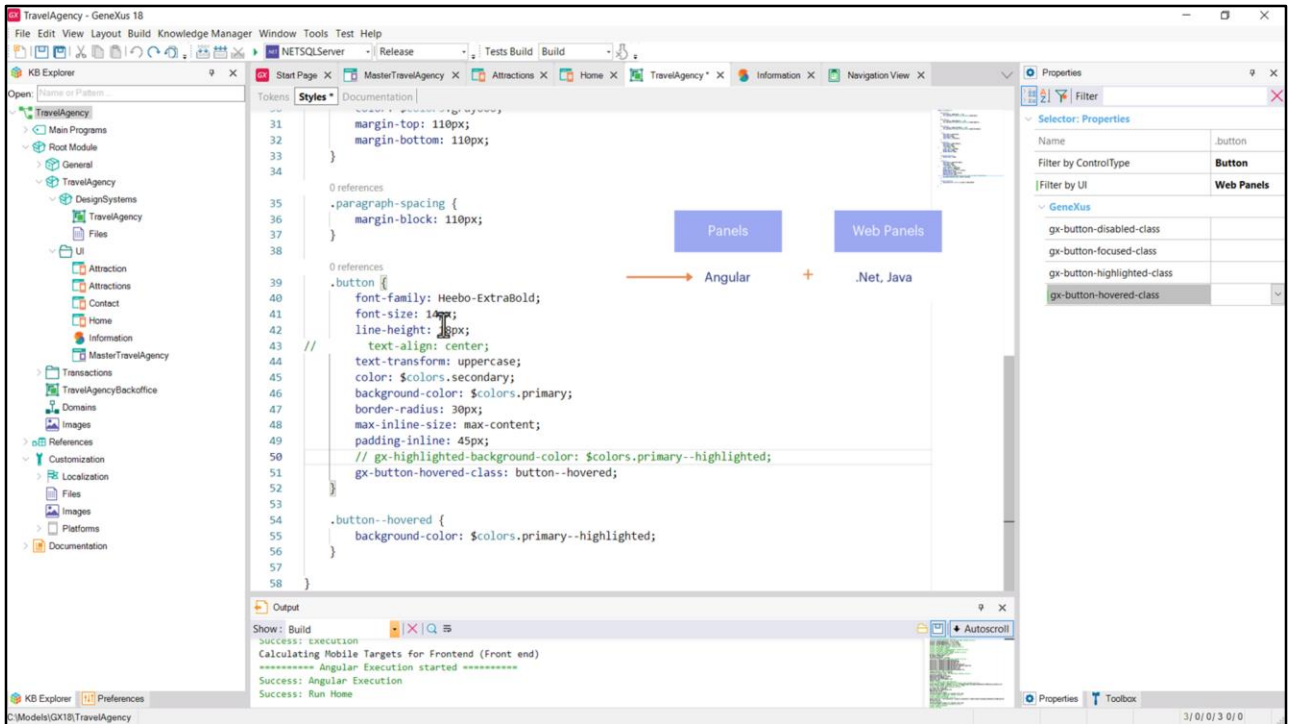 TravelAgency - GeneXus 18
File Edit View Layout Build Knowledge Manager Window Tools Test Help
NETSQLServer Release Tests Build Build
KB Explorer
Open: Name or Pattern...
TravelAgency
Main Programs
Root Module
General
TravelAgency
DesignSystems
TravelAgency
Files
UI
Attraction
Attractions
Contact
Home
Information
MasterTravelAgency
Transactions
TravelAgencyBackoffice
Domains
Images
References
Customization
Localization
Files
Images
Platforms
Documentation
KB Explorer Preferences
Start Page MasterTravelAgency Attractions Home TravelAgency * Information Navigation View
Tokens Styles * Documentation
31 margin-top: 110px;
32 margin-bottom: 110px;
33 }
34
0 references
35 .paragraph-spacing {
36 margin-block: 110px;
37 }
38
0 references
39 .button {
40 font-family: Heebo-ExtraBold;
41 font-size: 14px;
42 line-height: 18px;
43 // text-align: center;
44 text-transform: uppercase;
45 color: $colors.secondary;
46 background-color: $colors.primary;
47 border-radius: 30px;
48 max-inline-size: max-content;
49 padding-inline: 45px;
50 // gx-highlighted-background-color: $colors.primary--highlighted;
51 gx-button-hovered-class: button--hovered;
52 }
53
54 .button--hovered {
55 background-color: $colors.primary--highlighted;
56 }
57
58 }
Panels Web Panels
Angular + .Net, Java
Output
Show: Build Autoscroll
Success: Execution
Calculating Mobile Targets for Frontend (Front end)
========== Angular Execution started ==========
Success: Angular Execution
Success: Run Home
Properties
Filter
Selector: Properties
Name .button
Filter by ControlType Button
Filter by UI Web Panels
GeneXus
gx-button-disabled-class
gx-button-focused-class
gx-button-highlighted-class
gx-button-hovered-class
Properties Toolbox
C:\Models\GX18\TravelAgency
3/ 0/ 0/ 3 0/ 0